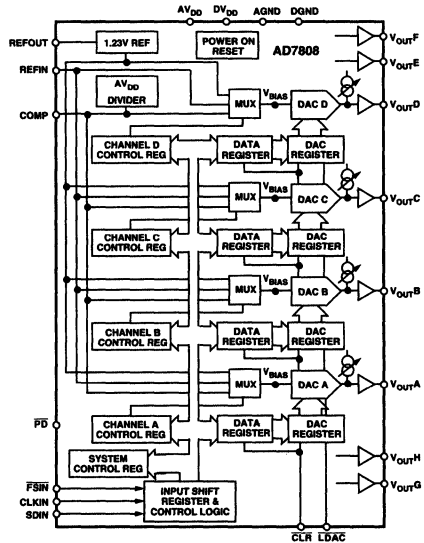 AVDD DVDD AGND DGND
REFOUT
1.23V REF
POWER ON
RESET
AD7808
VOUTF
REFIN
VOUTE
AVDD
DIVIDER
MUX
VBIAS
DAC D
VOUTD
COMP
CHANNEL D
CONTROL REG
DATA
REGISTER
DAC
REGISTER
MUX
VBIAS
DAC C
VOUTC
CHANNEL C
CONTROL REG
DATA
REGISTER
DAC
REGISTER
MUX
VBIAS
DAC B
VOUTB
CHANNEL B
CONTROL REG
DATA
REGISTER
DAC
REGISTER
MUX
VBIAS
DAC A
VOUTA
PD
CHANNEL A
CONTROL REG
DATA
REGISTER
DAC
REGISTER
SYSTEM
CONTROL REG
VOUTH
FSIN
CLKIN
SDIN
INPUT SHIFT
REGISTER &
CONTROL LOGIC
VOUTG
CLR LDAC